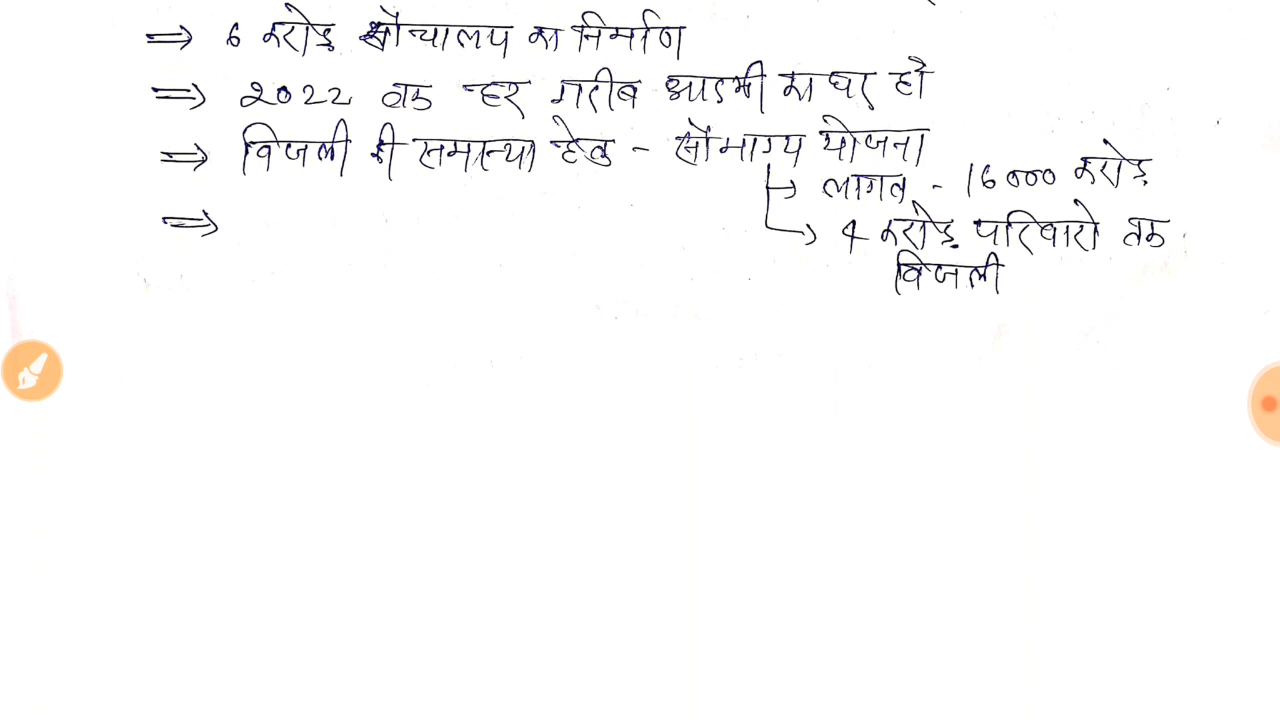 ⇒ 6 करोड़ शौचालय का निर्माण
⇒ 2022 तक हर गरीब आदमी का घर हो
⇒ बिजली की समस्या हेतु - सौभाग्य योजना
↳ लागत - 16000 करोड़
⇒ ↳ 4 करोड़ परिवारो तक
बिजली